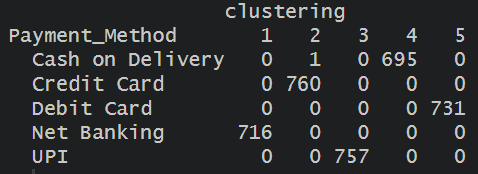 clustering
Payment_Method 1 2 3 4 5
Cash on Delivery 0 1 0 695 0
Credit Card 0 760 0 0 0
Debit Card 0 0 0 0 731
Net Banking 716 0 0 0 0
UPI 0 0 757 0 0